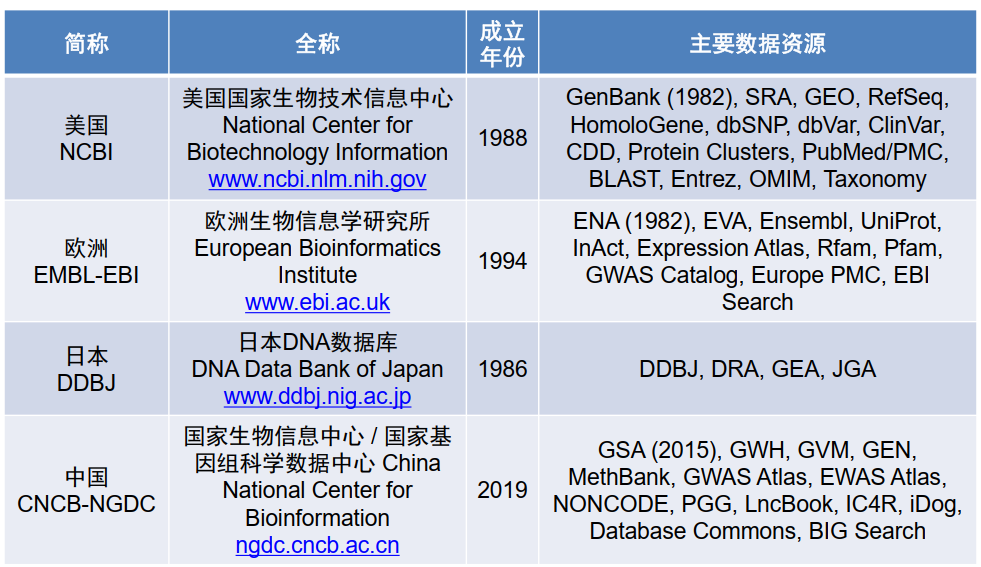 简称
全称
成立
年份
主要数据资源
美国
NCBI
美国国家生物技术信息中心
National Center for
Biotechnology Information
www.ncbi.nlm.nih.gov
1988
GenBank (1982), SRA, GEO, RefSeq,
HomoloGene, dbSNP, dbVar, ClinVar,
CDD, Protein Clusters, PubMed/PMC,
BLAST, Entrez, OMIM, Taxonomy
欧洲
EMBL-EBI
欧洲生物信息学研究所
European Bioinformatics
Institute
www.ebi.ac.uk
1994
ENA (1982), EVA, Ensembl, UniProt,
InAct, Expression Atlas, Rfam, Pfam,
GWAS Catalog, Europe PMC, EBI
Search
日本
DDBJ
日本DNA数据库
DNA Data Bank of Japan
www.ddbj.nig.ac.jp
1986
DDBJ, DRA, GEA, JGA
中国
CNCB-NGDC
国家生物信息中心 / 国家基
因组科学数据中心 China
National Center for
Bioinformation
ngdc.cncb.ac.cn
2019
GSA (2015), GWH, GVM, GEN,
MethBank, GWAS Atlas, EWAS Atlas,
NONCODE, PGG, LncBook, IC4R, iDog,
Database Commons, BIG Search